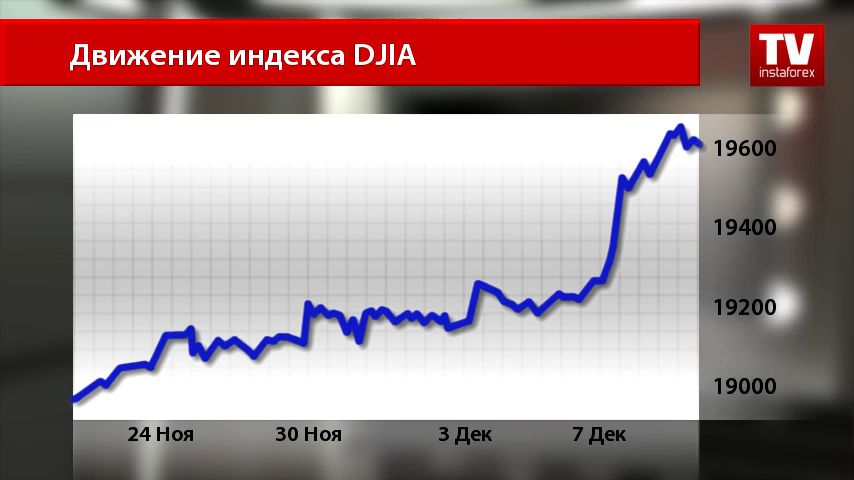 Движение индекса DJIA
TV
instaforex
19600
19400
19200
19000
24 Ноя
30 Ноя
3 Дек
7 Дек